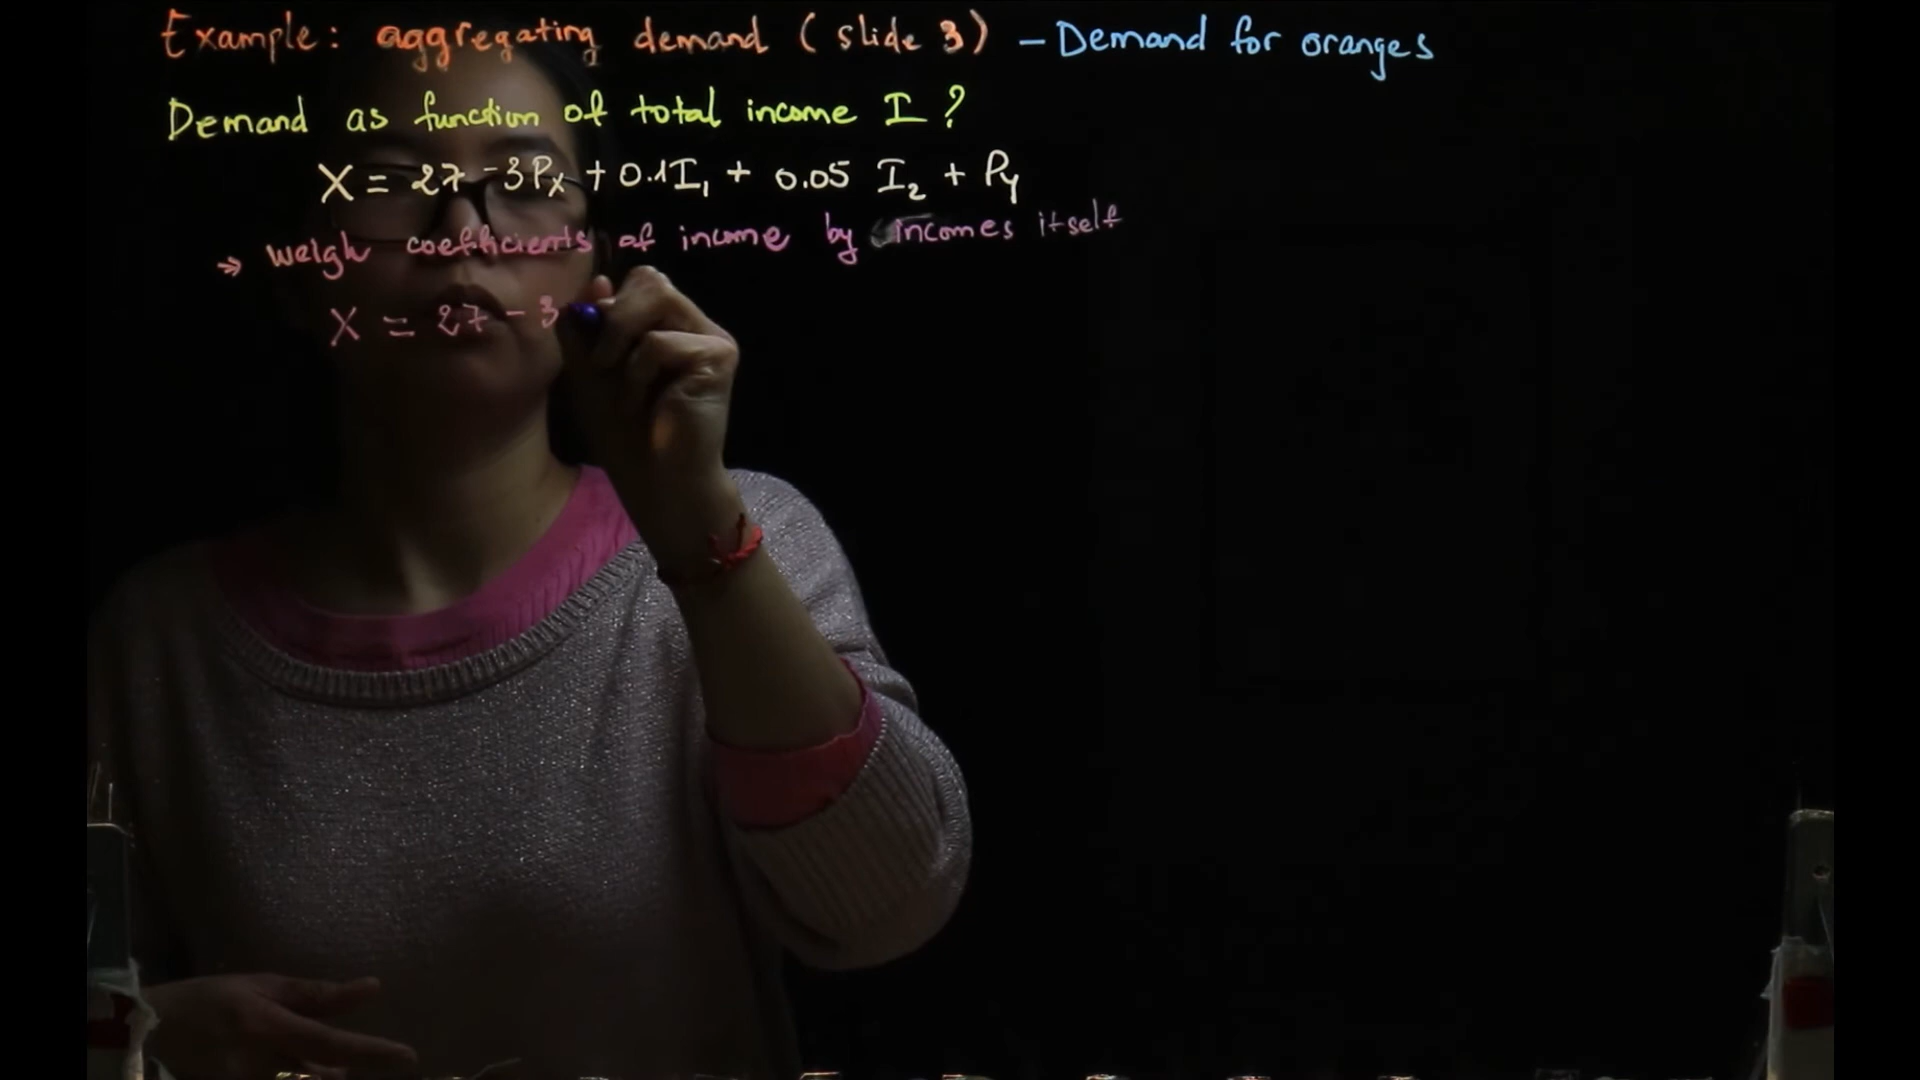 Example: aggregating demand (slide 3) - Demand for oranges
Demand as function of total income I?
X = 27 - 3Px + 0.1I₁ + 0.05 I₂ + Py
→ weigh coefficients of income by incomes itself
X = 27 - 3